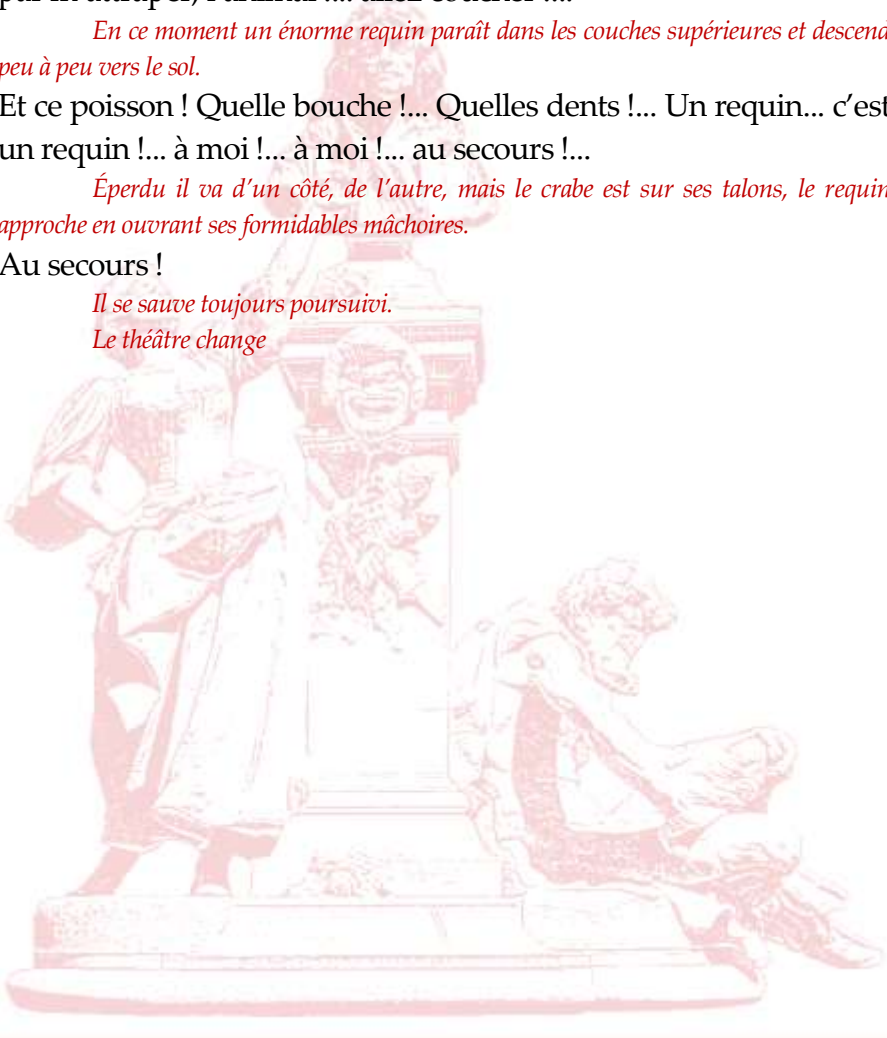 En ce moment un énorme requin paraît dans les couches supérieures et descend
peu à peu vers le sol.
Et ce poisson ! Quelle bouche !... Quelles dents !... Un requin... c'est
un requin !... à moi !... à moi !... au secours !...
Éperdu il va d'un côté, de l'autre, mais le crabe est sur ses talons, le requin
approche en ouvrant ses formidables mâchoires.
Au secours !
Il se sauve toujours poursuivi.
Le théâtre change